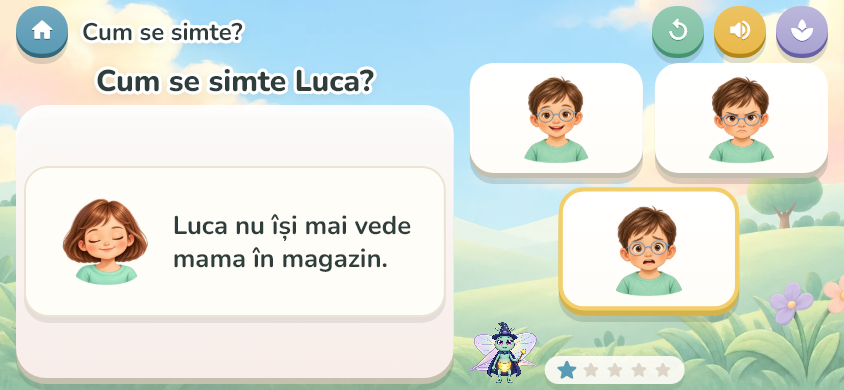 Cum se simte?
Cum se simte Luca?
Luca nu își mai vede
mama în magazin.